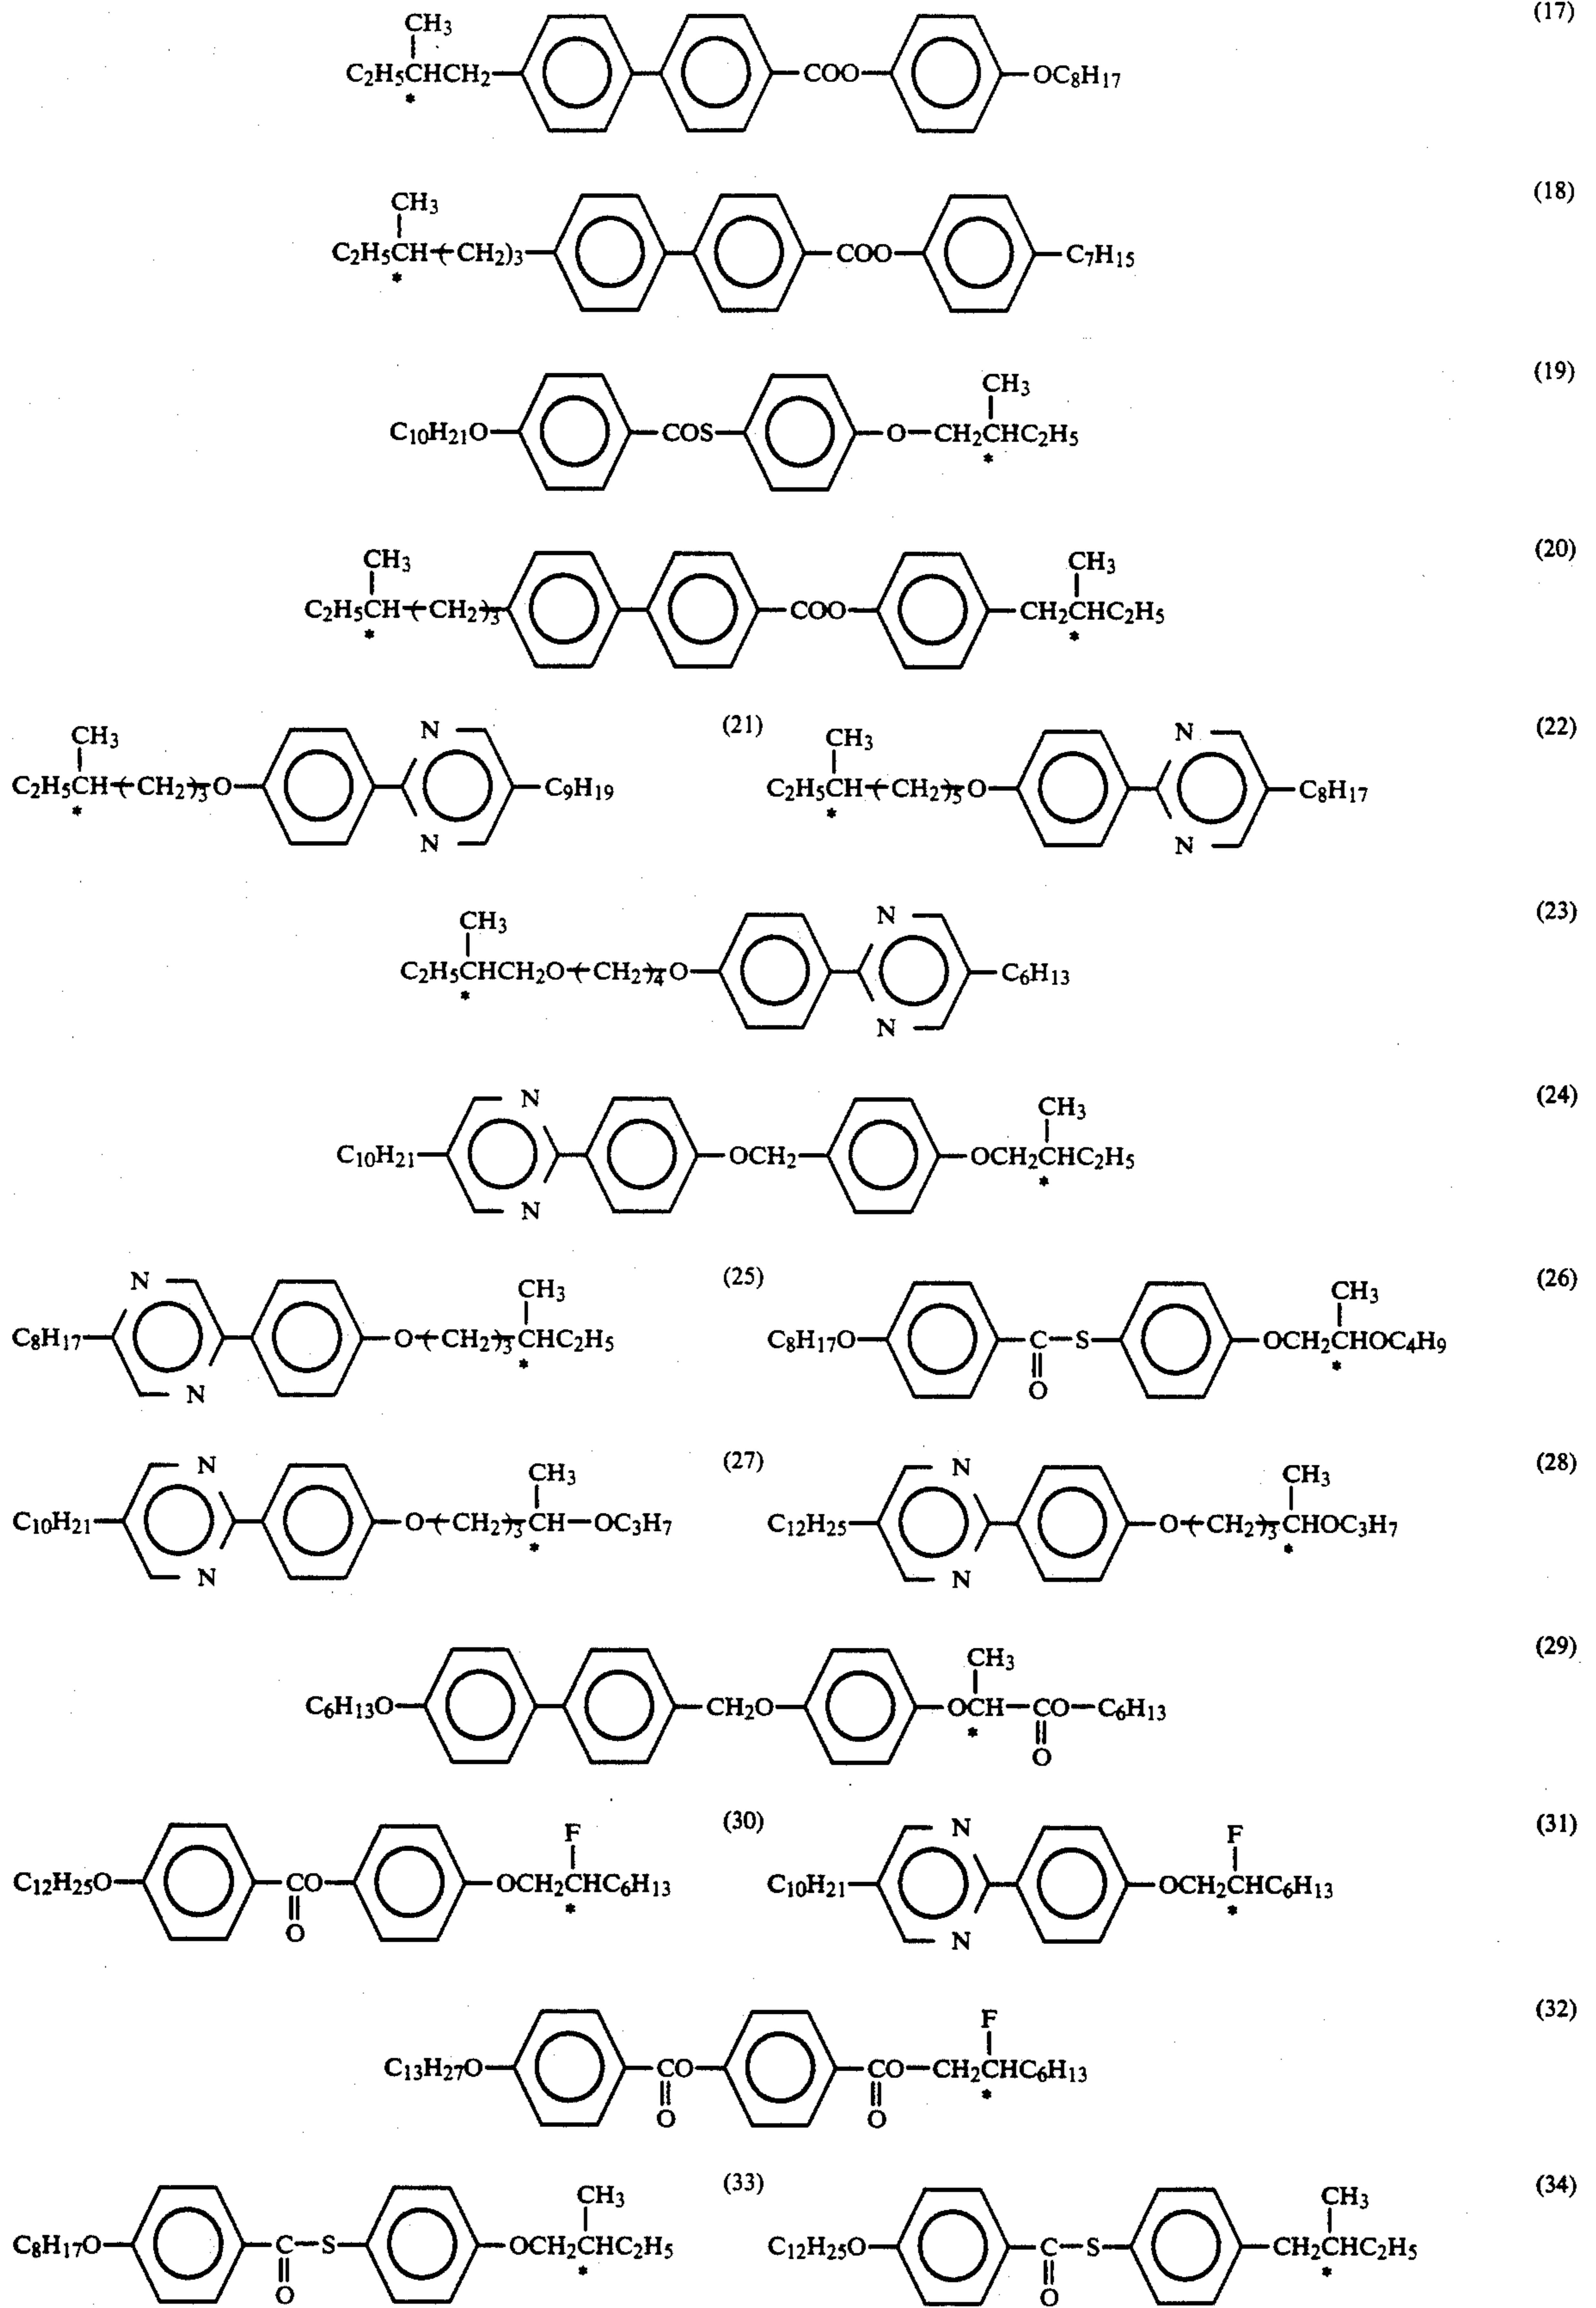 (17)
CH3
C2H5CHCH2 COO OC8H17
*
(18)
CH3
C2H5CH(CH2)3 COO C7H15
*
(19)
CH3
C10H21O COS O CH2CHC2H5
*
(20)
CH3 CH3
C2H5CH(CH2)3 COO CH2CHC2H5
* *
(21)
CH3 N
C2H5CH(CH2)3O C9H19
*
N
(22)
CH3 N
C2H5CH(CH2)5O C8H17
*
N
(23)
CH3 N
C2H5CHCH2O(CH2)4O C6H13
*
N
(24)
N CH3
C10H21 OCH2 OCH2CHC2H5
*
N
(25)
N CH3
C8H17 O(CH2)3CHC2H5
*
N
(26)
CH3
C8H17O C S OCH2CHOC4H9
*
O
(27)
N CH3
C10H21 O(CH2)3CH OC3H7
*
N
(28)
N CH3
C12H25 O(CH2)3CHOC3H7
*
N
(29)
CH3
C6H13O CH2O OCH CO C6H13
*
O
(30)
F
C12H25O CO OCH2CHC6H13
*
O
(31)
N F
C10H21 OCH2CHC6H13
*
N
(32)
F
C13H27O CO CO CH2CHC6H13
*
O O
(33)
CH3
C8H17O C S OCH2CHC2H5
*
O
(34)
CH3
C12H25O C S CH2CHC2H5
*
O